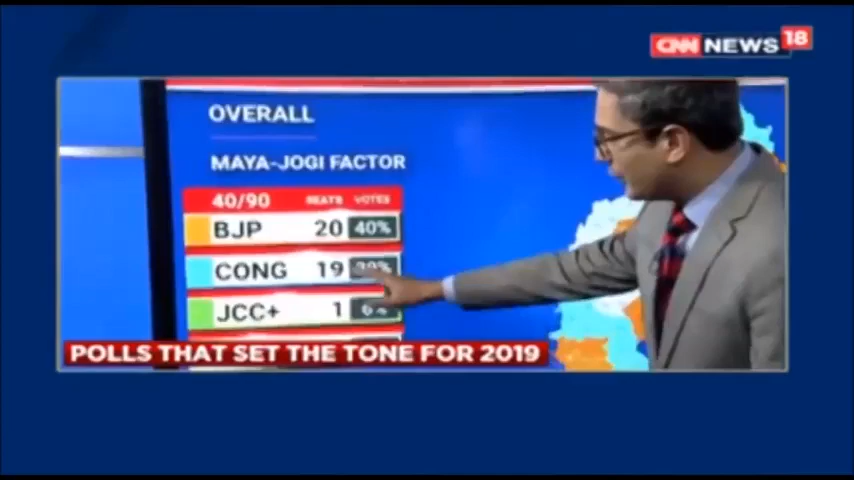 CNN NEWS 18
OVERALL
MAYA-JOGI FACTOR
40/90 SEATS VOTES
BJP 20 40%
CONG 19
JCC+ 1 6%
POLLS THAT SET THE TONE FOR 2019